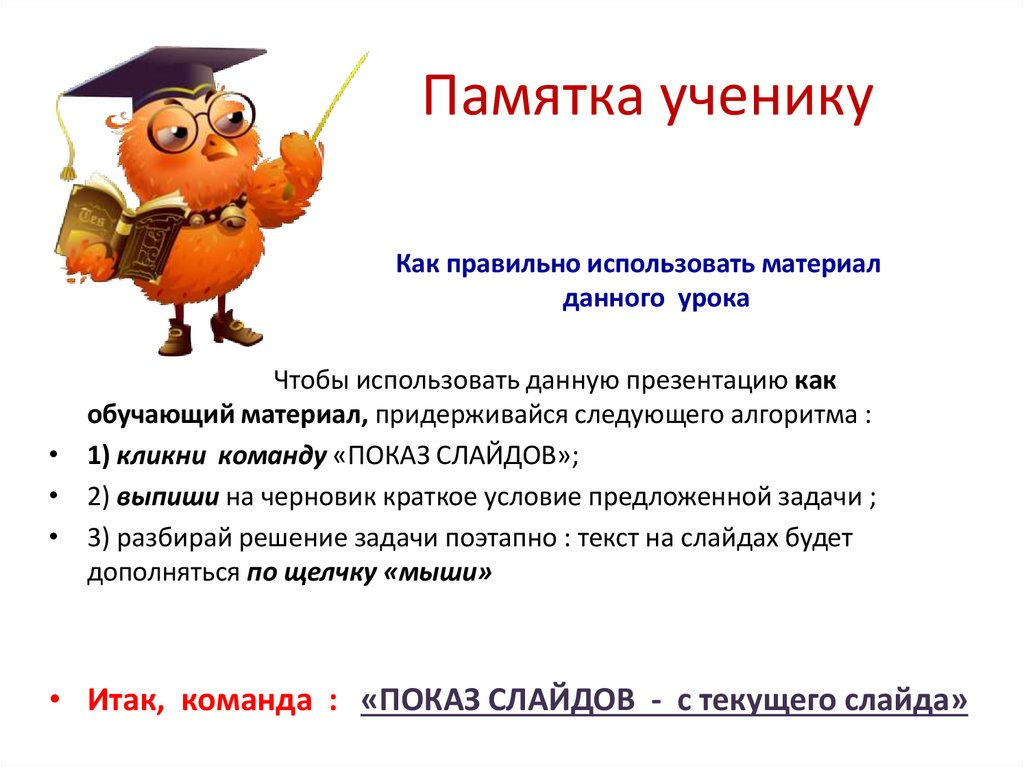 Памятка ученику
Как правильно использовать материал
данного урока
Чтобы использовать данную презентацию как
обучающий материал, придерживайся следующего алгоритма :
• 1) кликни команду «ПОКАЗ СЛАЙДОВ»;
• 2) выпиши на черновик краткое условие предложенной задачи ;
• 3) разбирай решение задачи поэтапно : текст на слайдах будет
дополняться по щелчку «мыши»
• Итак, команда : «ПОКАЗ СЛАЙДОВ - с текущего слайда»